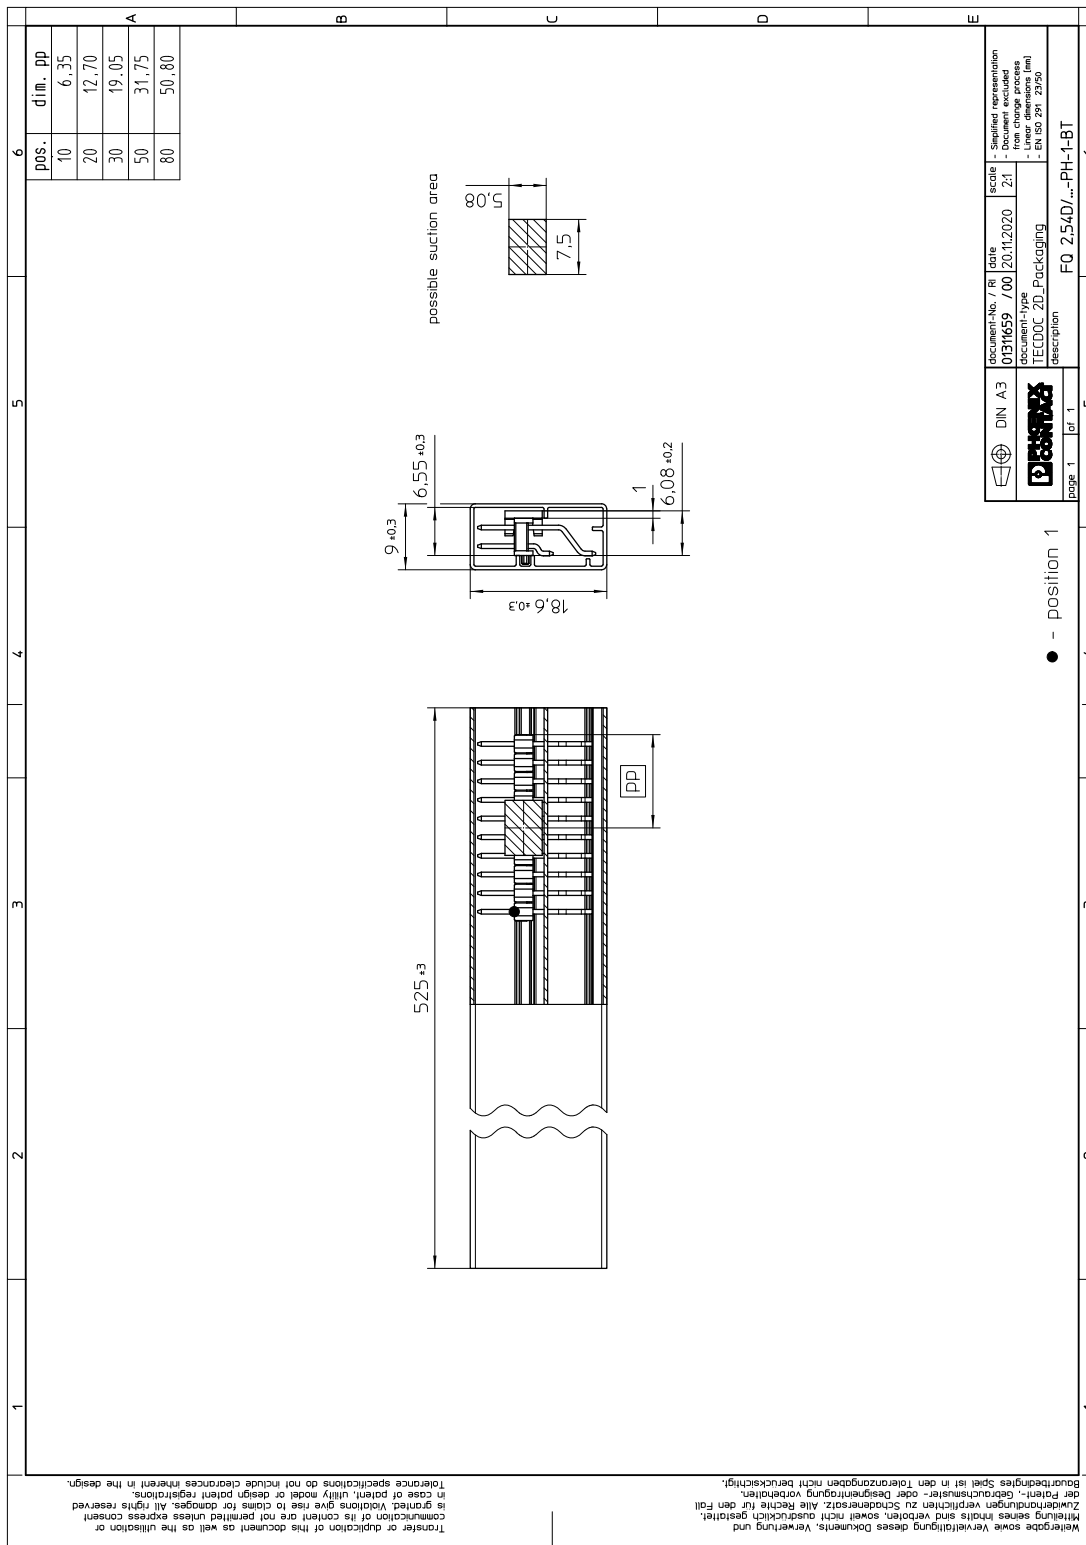 1
2
3
4
5
6
A
B
C
D
E
pos. dim. pp
10 6,35
20 12,70
30 19,05
50 31,75
80 50,80
possible suction area
5,08
7,5
9 ±0,3
6,55 ±0,3
18,6 ±0,3
1
6,08 ±0,2
525 ±3
PP
● - position 1
DIN A3
document-No. / RI
01311659 / 00
date
20.11.2020
scale
2:1
- Simplified representation
- Document excluded
from change process
- Linear dimensions [mm]
- EN ISO 291 23/50
PHOENIX
CONTACT
document-type
TECDOC 2D_Packaging
page 1 of 1
description
FQ 2,54D/...-PH-1-BT
Transfer or duplication of this document as well as the utilisation or
communication of its content are not permitted unless express consent
is granted. Violations give rise to claims for damages. All rights reserved
in case of patent, utility model or design patent registrations.
Tolerance specifications do not include clearances inherent in the design.
Weitergabe sowie Vervielfältigung dieses Dokuments, Verwertung und
Mitteilung seines Inhalts sind verboten, soweit nicht ausdrücklich gestattet.
Zuwiderhandlungen verpflichten zu Schadenersatz. Alle Rechte für den Fall
der Patent-, Gebrauchsmuster- oder Designeintragung vorbehalten.
Bauartbedingtes Spiel ist in den Toleranzangaben nicht berücksichtigt.